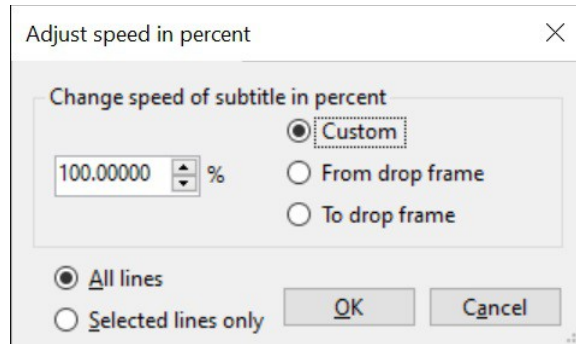 Adjust speed in percent
Change speed of subtitle in percent
Custom
100.00000 %
From drop frame
To drop frame
All lines
Selected lines only
OK
Cancel